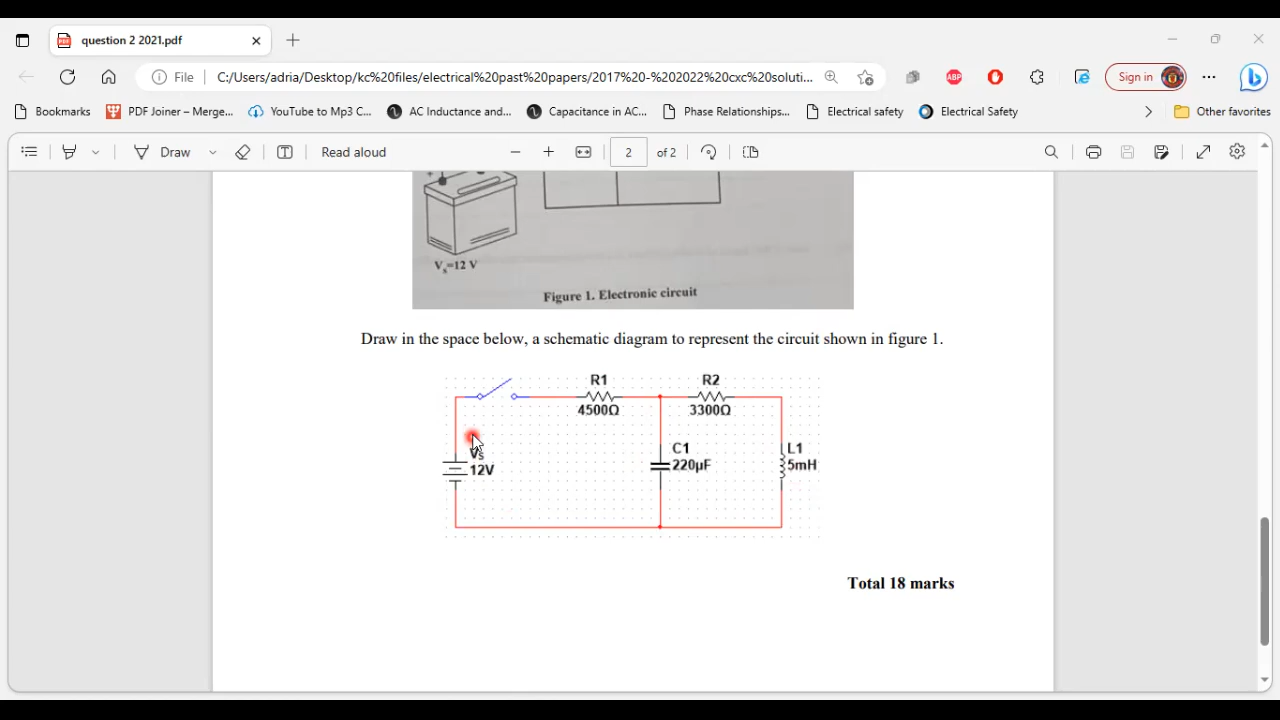 question 2 2021.pdf
File
C:/Users/adria/Desktop/kc%20files/electrical%20past%20papers/2017%20-%202022%20cxc%20soluti...
ABP
Sign in
Bookmarks
PDF Joiner – Merge...
YouTube to Mp3 C...
AC Inductance and...
Capacitance in AC...
Phase Relationships...
Electrical safety
Electrical Safety
Other favorites
Draw
Read aloud
2
of 2
+
Vs=12 V
Figure 1. Electronic circuit
Draw in the space below, a schematic diagram to represent the circuit shown in figure 1.
R1
R2
4500Ω
3300Ω
C1
L1
Vs
220µF
5mH
12V
Total 18 marks